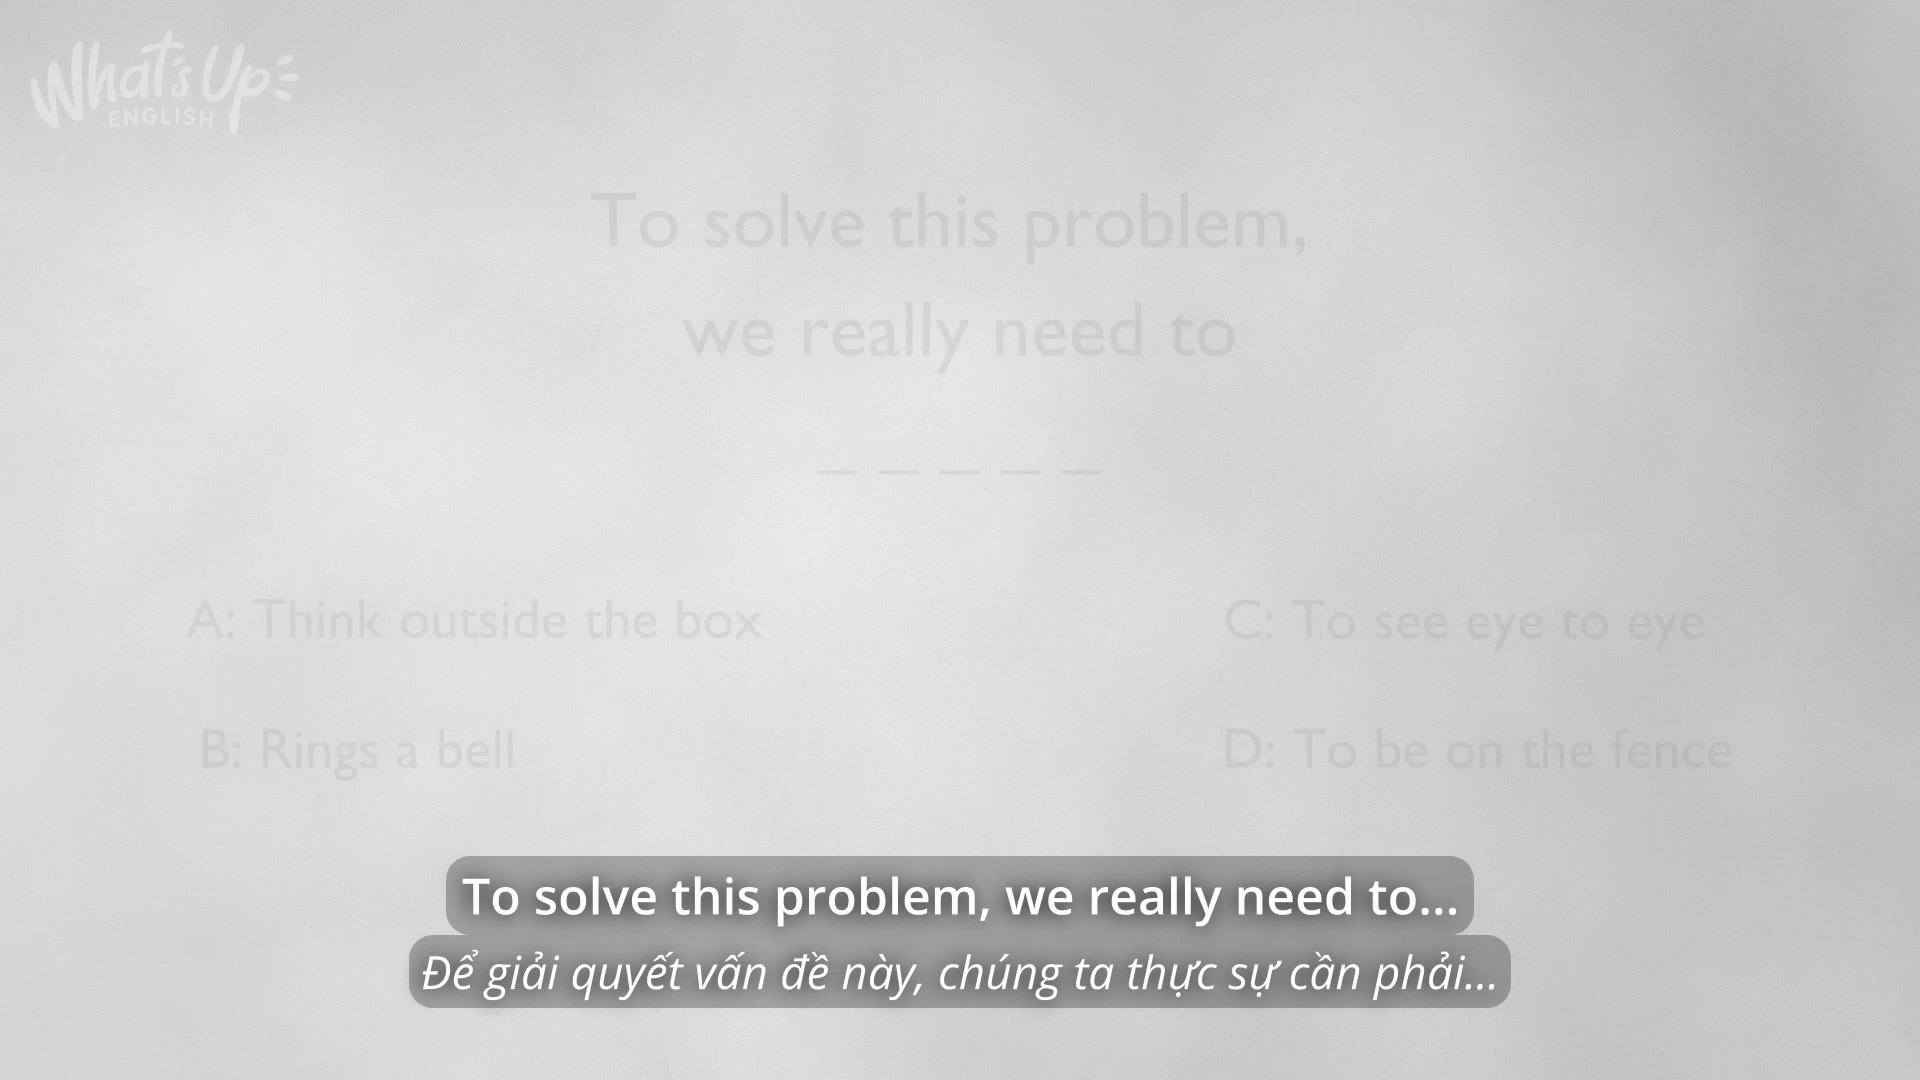 What's Up
ENGLISH
To solve this problem,
we really need to
_ _ _ _ _
A: Think outside the box
B: Rings a bell
C: To see eye to eye
D: To be on the fence
To solve this problem, we really need to...
Để giải quyết vấn đề này, chúng ta thực sự cần phải...